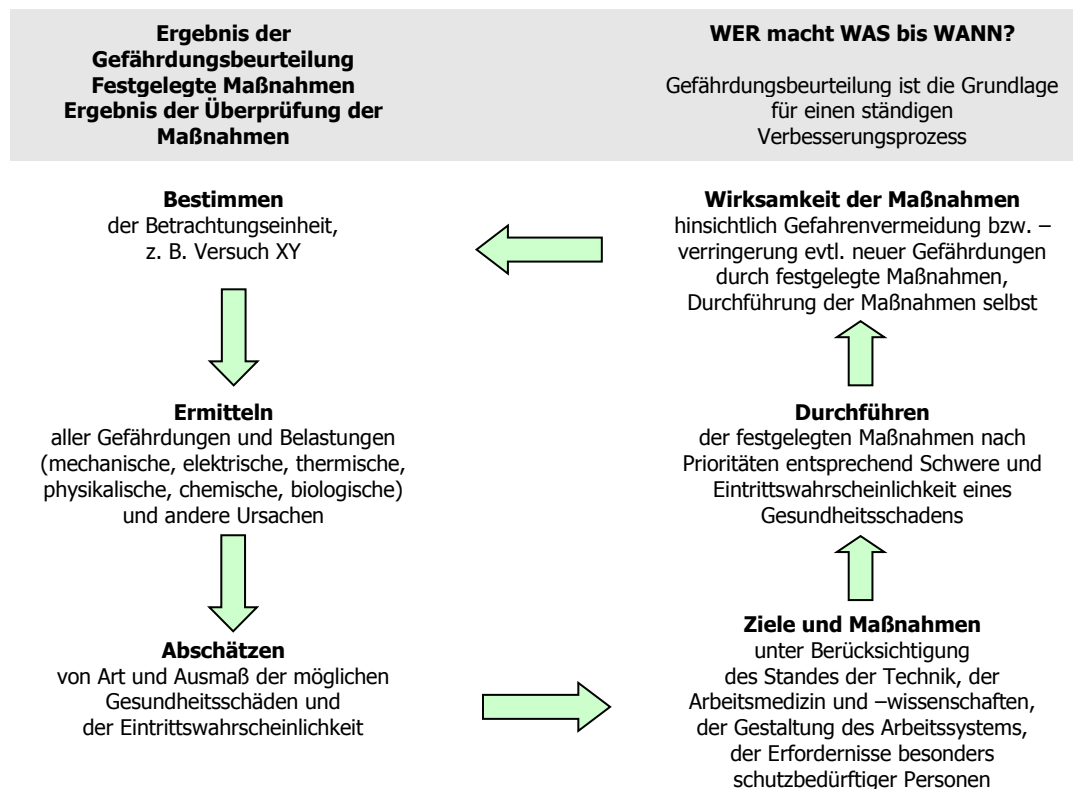 Ergebnis der
Gefährdungsbeurteilung
Festgelegte Maßnahmen
Ergebnis der Überprüfung der
Maßnahmen
WER macht WAS bis WANN?
Gefährdungsbeurteilung ist die Grundlage
für einen ständigen
Verbesserungsprozess
Bestimmen
der Betrachtungseinheit,
z. B. Versuch XY
Ermitteln
aller Gefährdungen und Belastungen
(mechanische, elektrische, thermische,
physikalische, chemische, biologische)
und andere Ursachen
Abschätzen
von Art und Ausmaß der möglichen
Gesundheitsschäden und
der Eintrittswahrscheinlichkeit
Ziele und Maßnahmen
unter Berücksichtigung
des Standes der Technik, der
Arbeitsmedizin und –wissenschaften,
der Gestaltung des Arbeitssystems,
der Erfordernisse besonders
schutzbedürftiger Personen
Durchführen
der festgelegten Maßnahmen nach
Prioritäten entsprechend Schwere und
Eintrittswahrscheinlichkeit eines
Gesundheitsschadens
Wirksamkeit der Maßnahmen
hinsichtlich Gefahrenvermeidung bzw. –
verringerung evtl. neuer Gefährdungen
durch festgelegte Maßnahmen,
Durchführung der Maßnahmen selbst